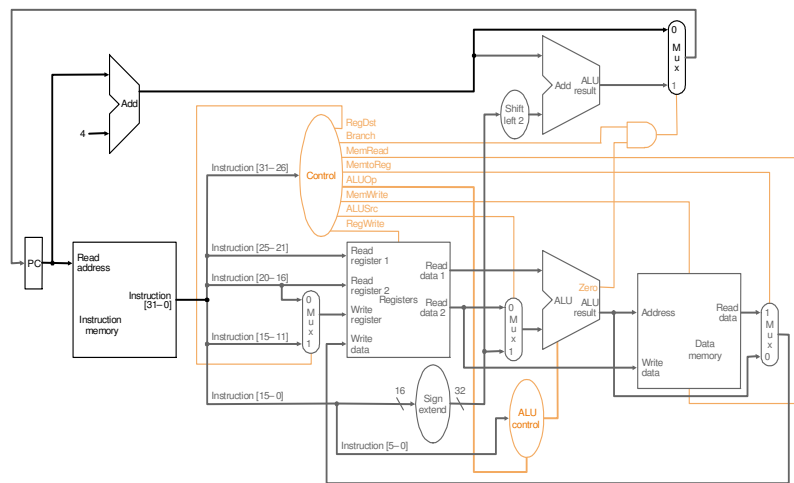 0
M
u
x
1
Add
ALU
result
Add
4
Shift
left 2
RegDst
Branch
MemRead
MemtoReg
ALUOp
MemWrite
ALUSrc
RegWrite
Control
Instruction [31–26]
Instruction [25–21]
Instruction [20–16]
Instruction [15–11]
Instruction [15–0]
Instruction [5–0]
PC
Read
address
Instruction
[31–0]
Instruction
memory
0
M
u
x
1
Read
register 1
Read
register 2
Write
register
Write
data
Registers
Read
data 1
Read
data 2
0
M
u
x
1
Zero
ALU
ALU
result
Address
Write
data
Read
data
Data
memory
1
M
u
x
0
16
Sign
extend
32
ALU
control